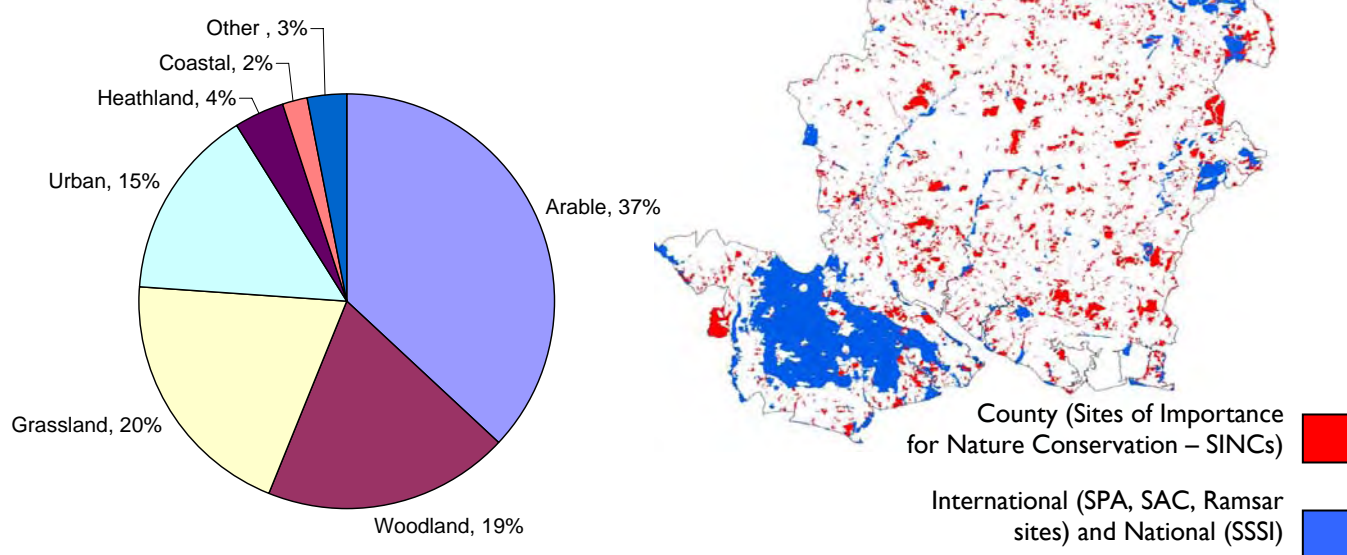 Other , 3%
Coastal, 2%
Heathland, 4%
Urban, 15%
Arable, 37%
Grassland, 20%
Woodland, 19%
County (Sites of Importance
for Nature Conservation – SINCs)
International (SPA, SAC, Ramsar
sites) and National (SSSI)